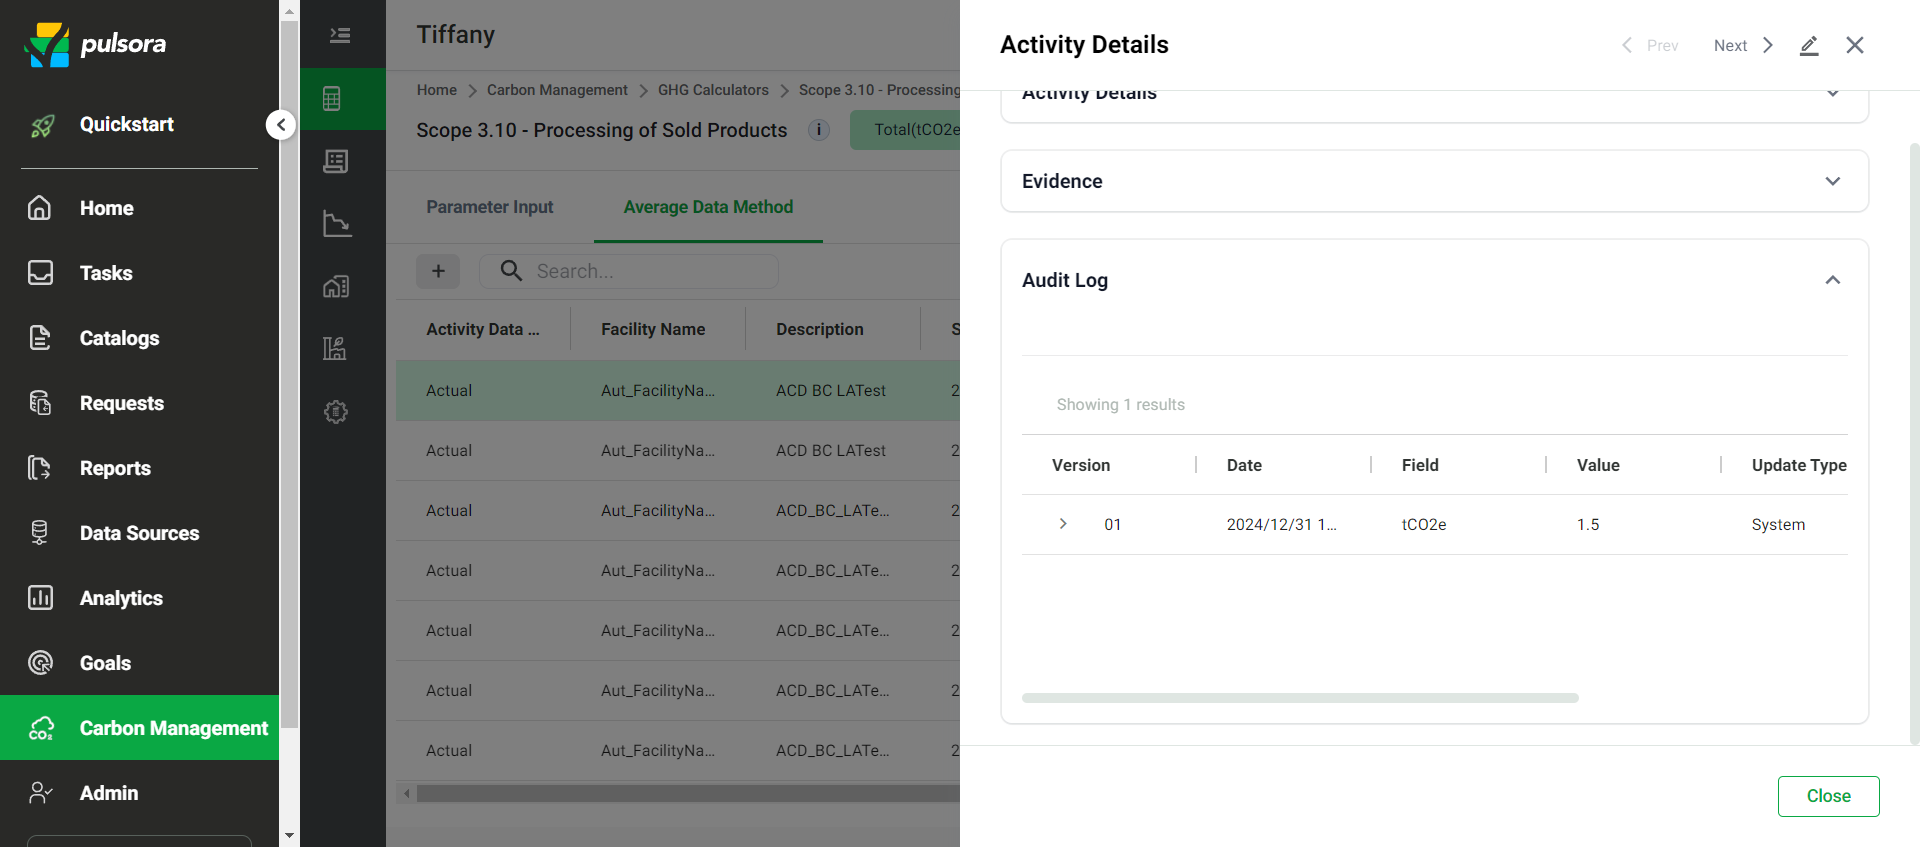 pulsora
Quickstart
Home
Tasks
Catalogs
Requests
Reports
Data Sources
Analytics
Goals
CO₂
Carbon Management
Admin
Tiffany
Home > Carbon Management > GHG Calculators > Scope 3.10 - Processing
Scope 3.10 - Processing of Sold Products i Total(tCO2e
Parameter Input Average Data Method
+ Search...
Activity Data ... Facility Name Description S
Actual Aut_FacilityNa... ACD BC LATest 2
Actual Aut_FacilityNa... ACD BC LATest 2
Actual Aut_FacilityNa... ACD_BC_LATe... 2
Actual Aut_FacilityNa... ACD_BC_LATe... 2
Actual Aut_FacilityNa... ACD_BC_LATe... 2
Actual Aut_FacilityNa... ACD_BC_LATe... 2
Actual Aut_FacilityNa... ACD_BC_LATe... 2
Activity Details
Prev Next
Activity Details
Evidence
Audit Log
Showing 1 results
Version Date Field Value Update Type
01 2024/12/31 1... tCO2e 1.5 System
Close